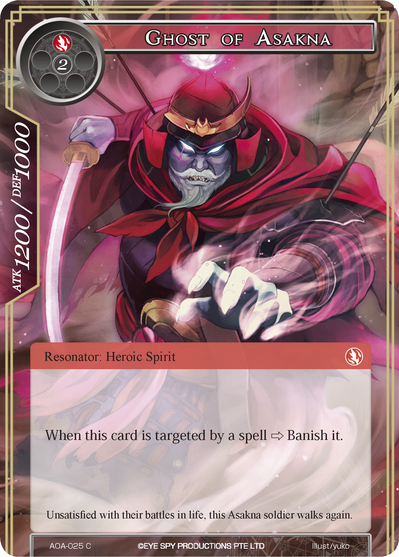 GHOST OF ASAKNA
2
ATK 1200 / DEF 1000
Resonator: Heroic Spirit
When this card is targeted by a spell ⇨ Banish it.
Unsatisfied with their battles in life, this Asakna soldier walks again.
AOA-025 C ©EYE SPY PRODUCTIONS PTE LTD Illust/yuko